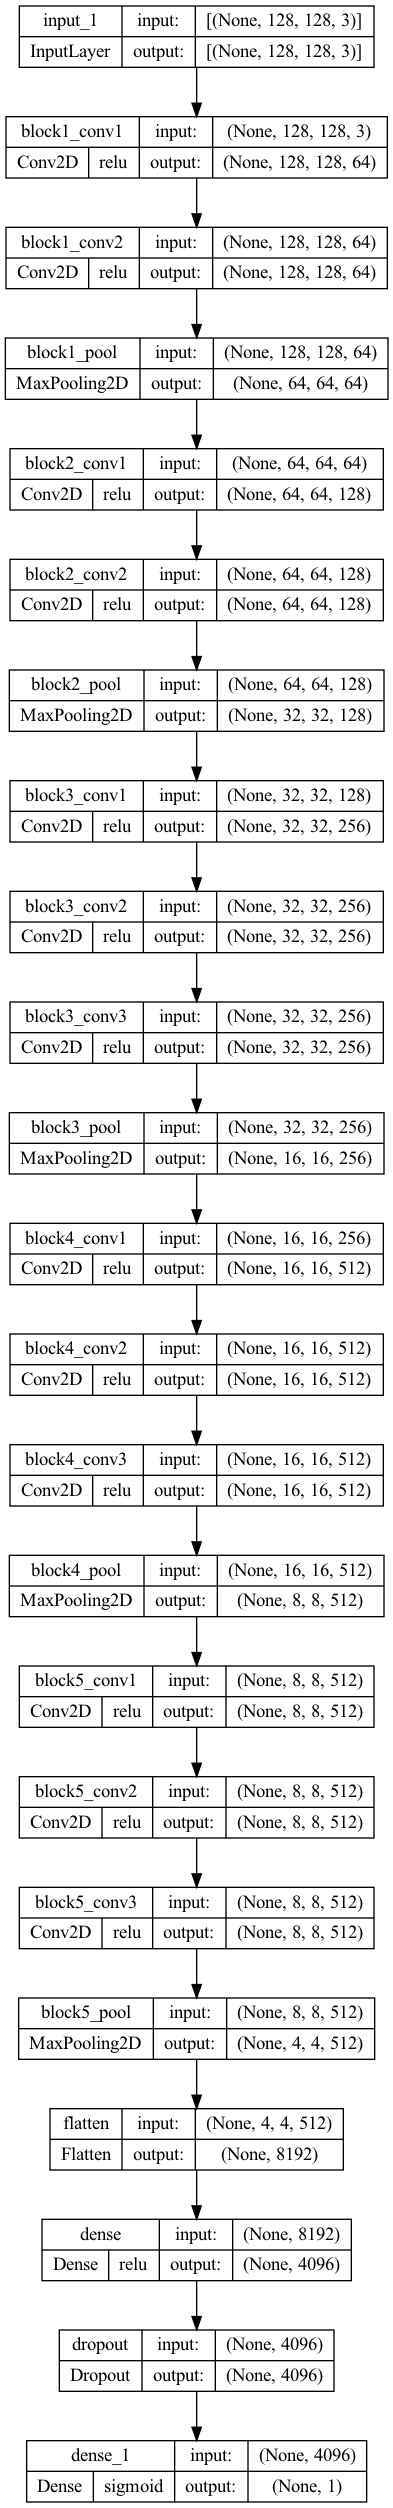 input_1 input: [(None, 128, 128, 3)]
InputLayer output: [(None, 128, 128, 3)]
block1_conv1 input: (None, 128, 128, 3)
Conv2D relu output: (None, 128, 128, 64)
block1_conv2 input: (None, 128, 128, 64)
Conv2D relu output: (None, 128, 128, 64)
block1_pool input: (None, 128, 128, 64)
MaxPooling2D output: (None, 64, 64, 64)
block2_conv1 input: (None, 64, 64, 64)
Conv2D relu output: (None, 64, 64, 128)
block2_conv2 input: (None, 64, 64, 128)
Conv2D relu output: (None, 64, 64, 128)
block2_pool input: (None, 64, 64, 128)
MaxPooling2D output: (None, 32, 32, 128)
block3_conv1 input: (None, 32, 32, 128)
Conv2D relu output: (None, 32, 32, 256)
block3_conv2 input: (None, 32, 32, 256)
Conv2D relu output: (None, 32, 32, 256)
block3_conv3 input: (None, 32, 32, 256)
Conv2D relu output: (None, 32, 32, 256)
block3_pool input: (None, 32, 32, 256)
MaxPooling2D output: (None, 16, 16, 256)
block4_conv1 input: (None, 16, 16, 256)
Conv2D relu output: (None, 16, 16, 512)
block4_conv2 input: (None, 16, 16, 512)
Conv2D relu output: (None, 16, 16, 512)
block4_conv3 input: (None, 16, 16, 512)
Conv2D relu output: (None, 16, 16, 512)
block4_pool input: (None, 16, 16, 512)
MaxPooling2D output: (None, 8, 8, 512)
block5_conv1 input: (None, 8, 8, 512)
Conv2D relu output: (None, 8, 8, 512)
block5_conv2 input: (None, 8, 8, 512)
Conv2D relu output: (None, 8, 8, 512)
block5_conv3 input: (None, 8, 8, 512)
Conv2D relu output: (None, 8, 8, 512)
block5_pool input: (None, 8, 8, 512)
MaxPooling2D output: (None, 4, 4, 512)
flatten input: (None, 4, 4, 512)
Flatten output: (None, 8192)
dense input: (None, 8192)
Dense relu output: (None, 4096)
dropout input: (None, 4096)
Dropout output: (None, 4096)
dense_1 input: (None, 4096)
Dense sigmoid output: (None, 1)